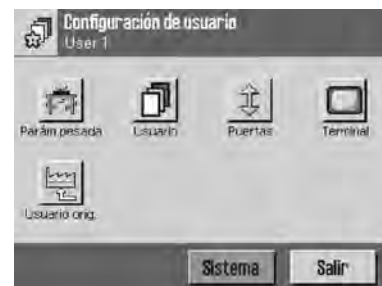 Configuración de usuario
User 1
Parám.pesada
Usuario
Puertas
Terminal
Usuario orig.
Sistema
Salir